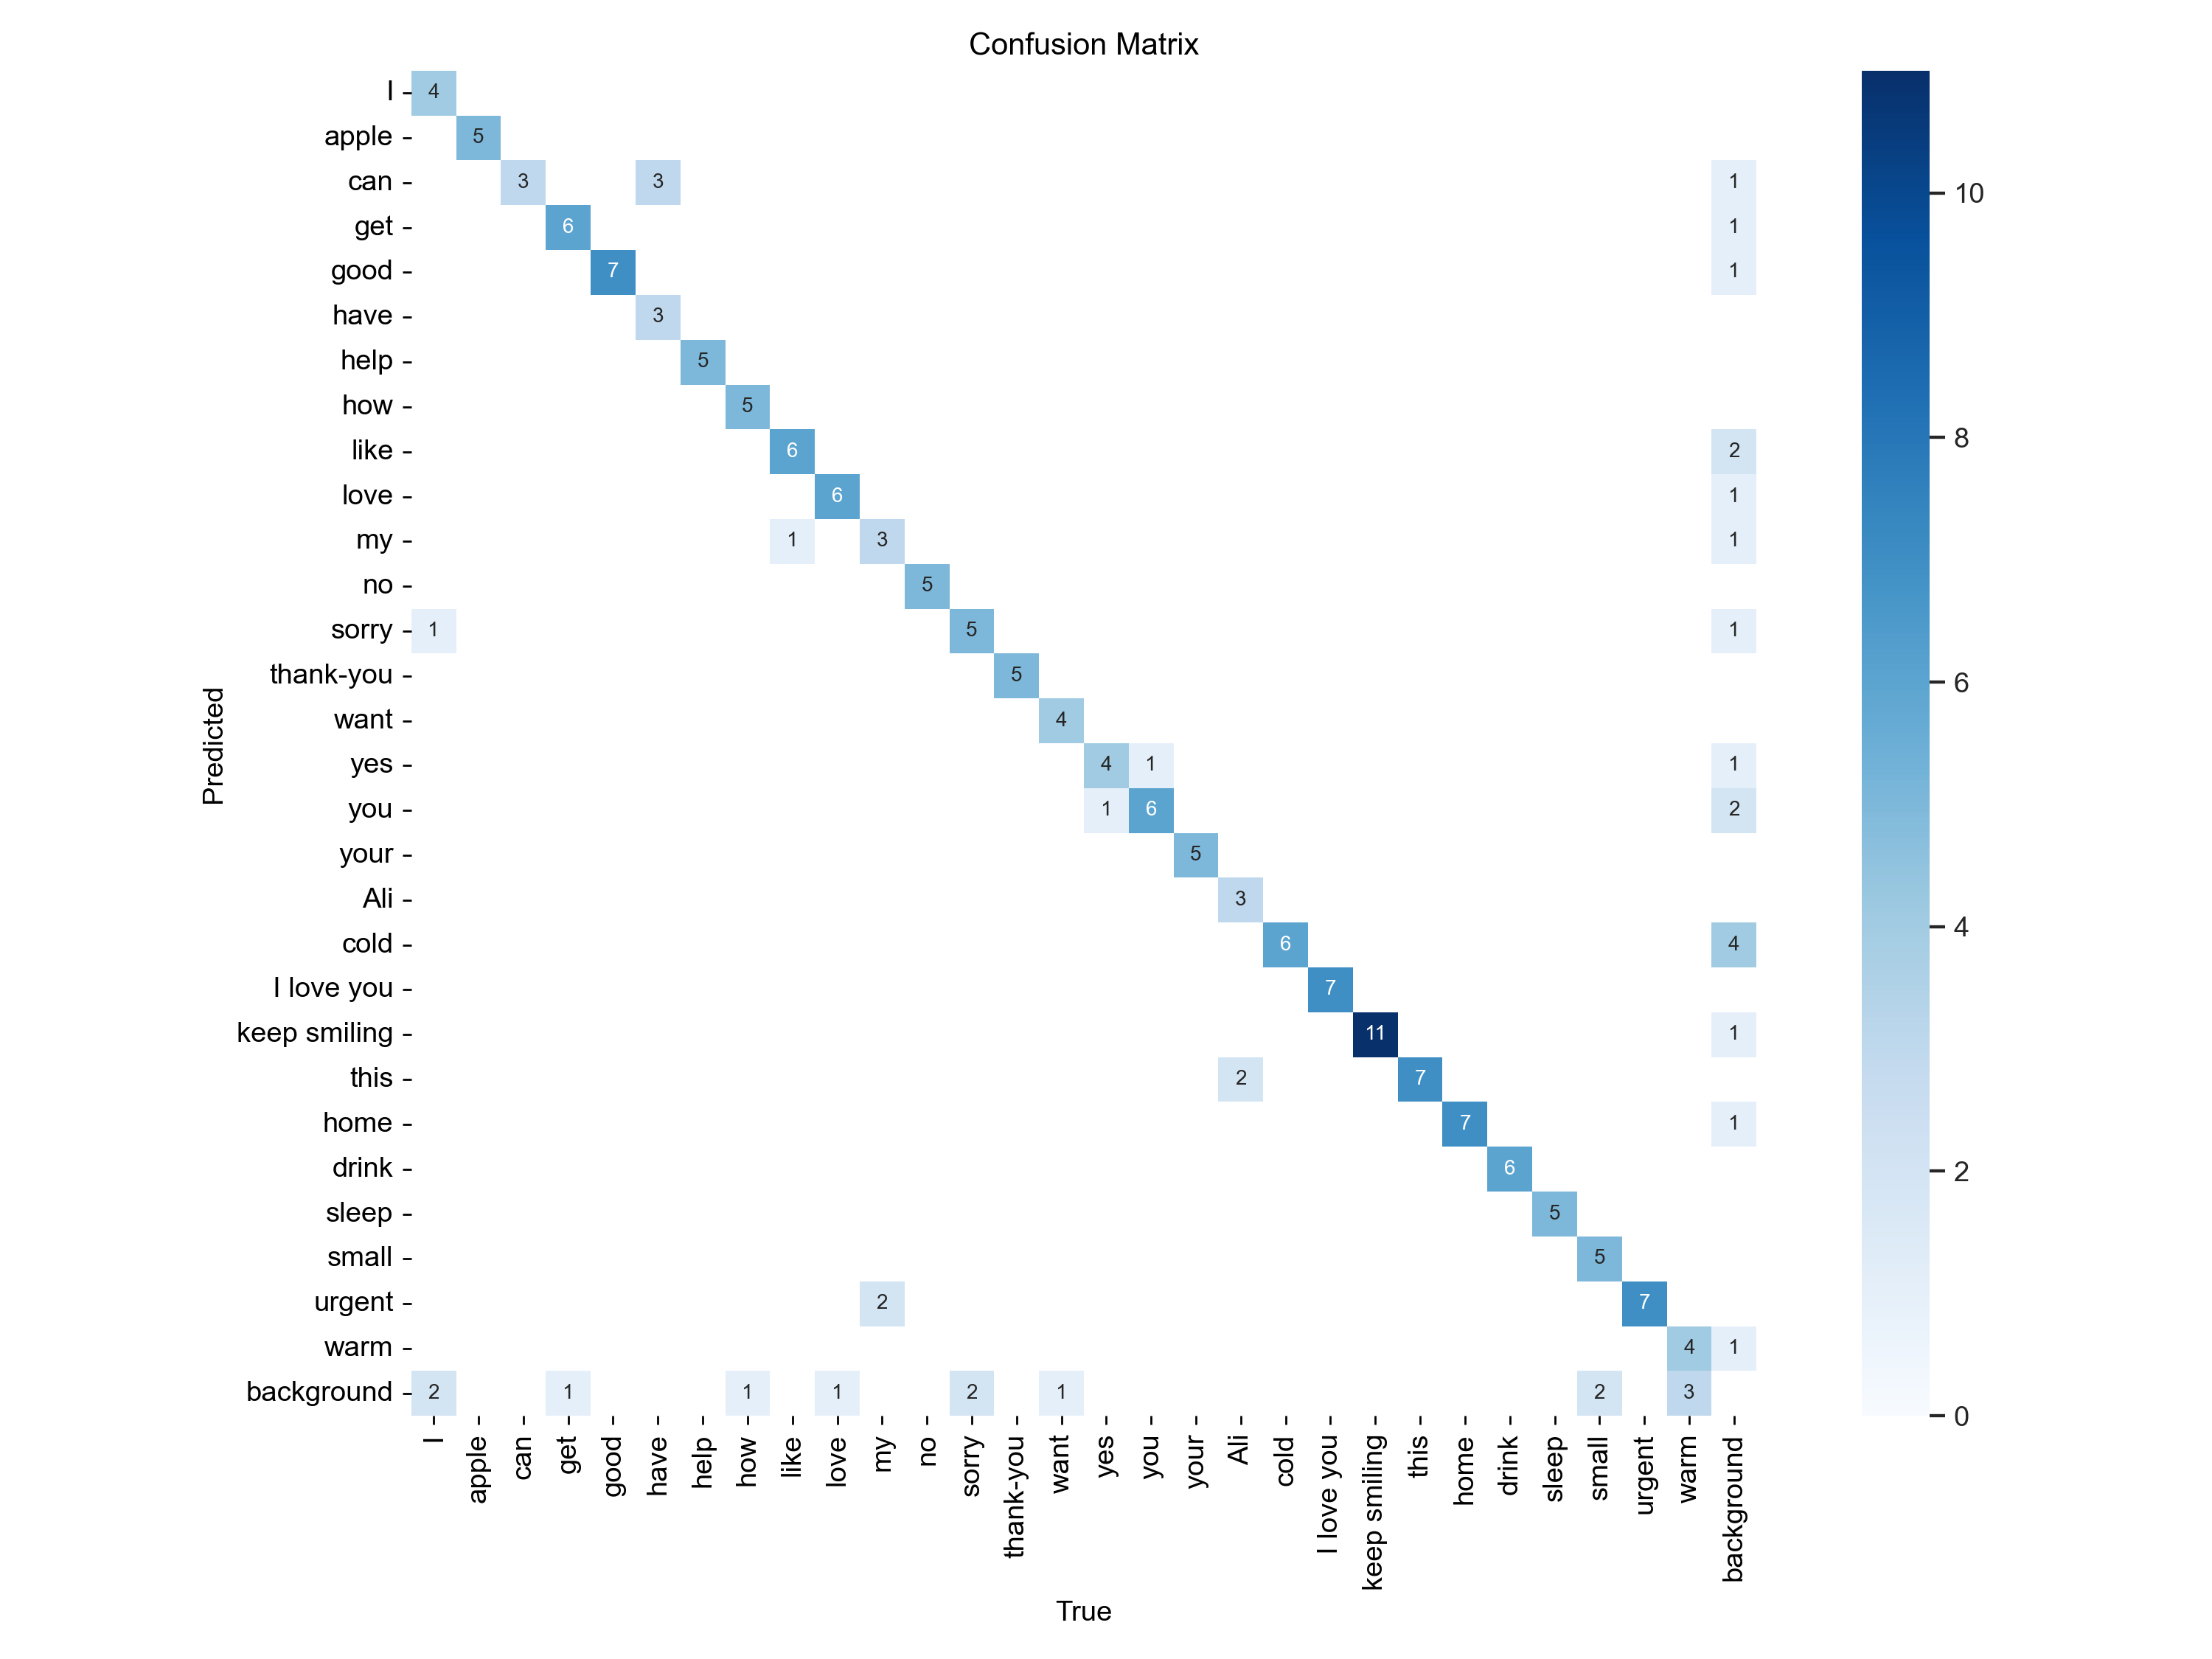 Confusion Matrix
I 4
apple 5
can 3 3 1
get 6 1
good 7 1
have 3
help 5
how 5
like 6 2
love 6 1
my 1 3 1
no 5
sorry 1 5 1
thank-you 5
want 4
yes 4 1 1
you 1 6 2
your 5
Ali 3
cold 6 4
I love you 7
keep smiling 11 1
this 2 7
home 7 1
drink 6
sleep 5
small 5
urgent 2 7
warm 4 1
background 2 1 1 1 2 1 2 3
I apple can get good have help how like love my no sorry thank-you want yes you your Ali cold I love you keep smiling this home drink sleep small urgent warm background
True
Predicted
10
8
6
4
2
0